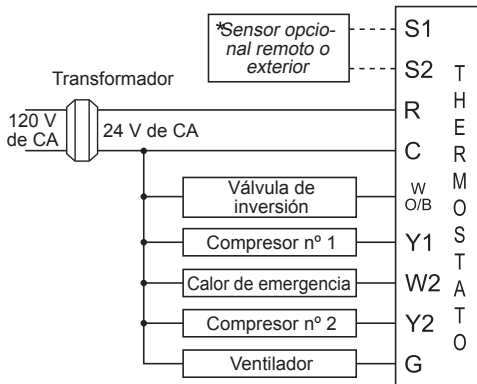 *Sensor opcio-
nal remoto o
exterior
S1
S2
Transformador
120 V
de CA
24 V de CA
R
C
Válvula de
inversión
W
O/B
Compresor nº 1
Y1
Calor de emergencia
W2
Compresor nº 2
Y2
Ventilador
G
THERMOSTATO